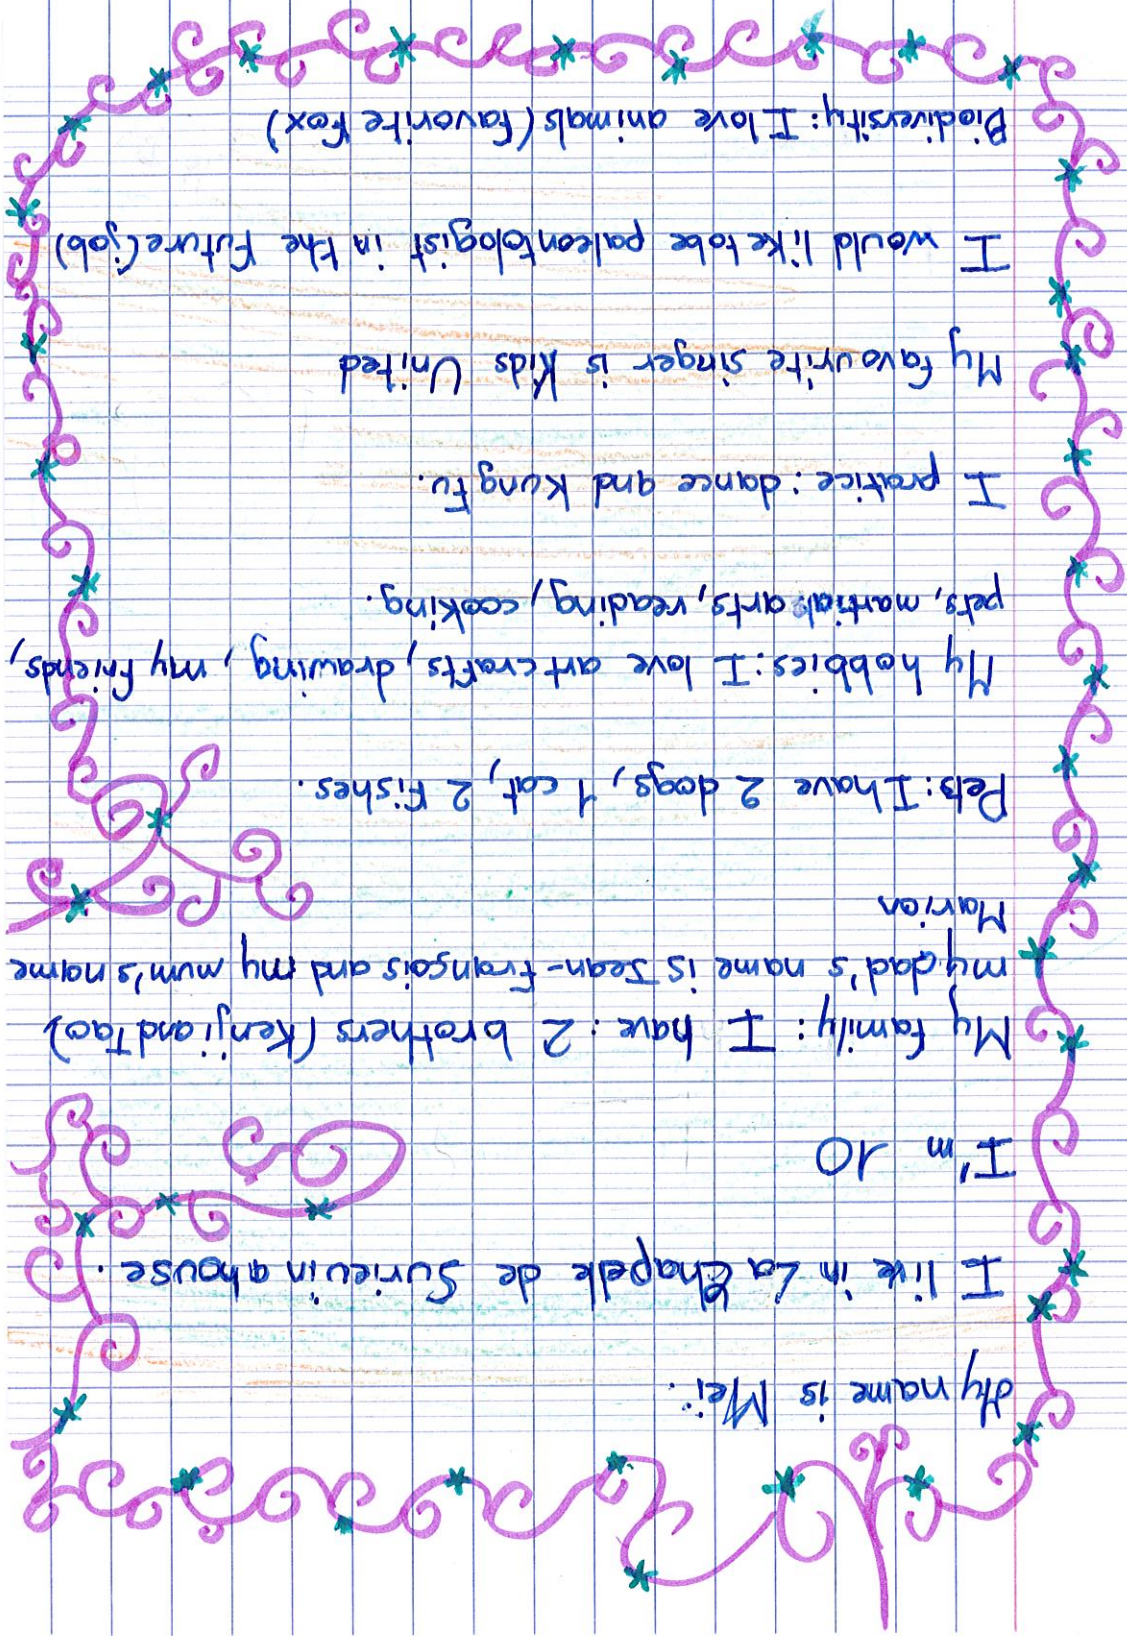 My name is Mei.
I live in La Chapelle de Surieu in a house.
I'm 10
My family: I have : 2 brothers (Kenji and Tao)
my dad's name is Jean-François and my mum's name
Marion
Pets: I have 2 dogs, 1 cat, 2 fishes.
My hobbies: I love art crafts, drawing, my friends,
pets, martial arts, reading, cooking.
I pratice : dance and Kung Fu.
My favourite singer is Kids United
I would like to be paleontologist in the future (job)
Biodiversity: I love animals (favorite Fox)